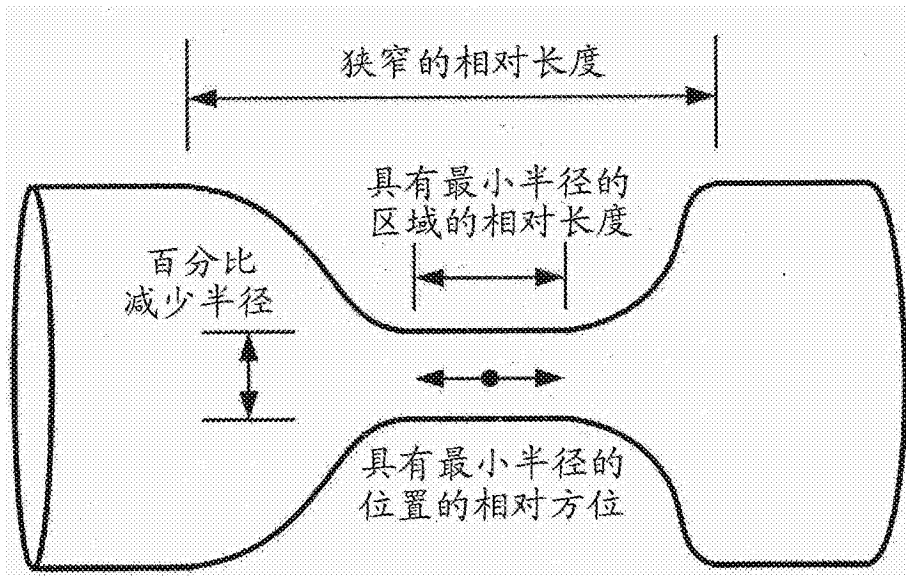 狭窄的相对长度
具有最小半径的
区域的相对长度
百分比
减少半径
具有最小半径的
位置的相对方位